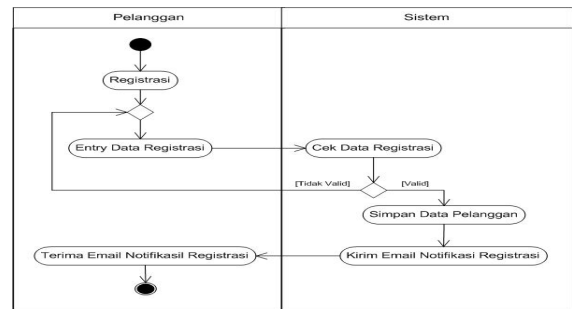 Pelanggan
Sistem
Registrasi
Entry Data Registrasi
Cek Data Registrasi
[Tidak Valid]
[Valid]
Simpan Data Pelanggan
Terima Email Notifikasil Registrasi
Kirim Email Notifikasi Registrasi